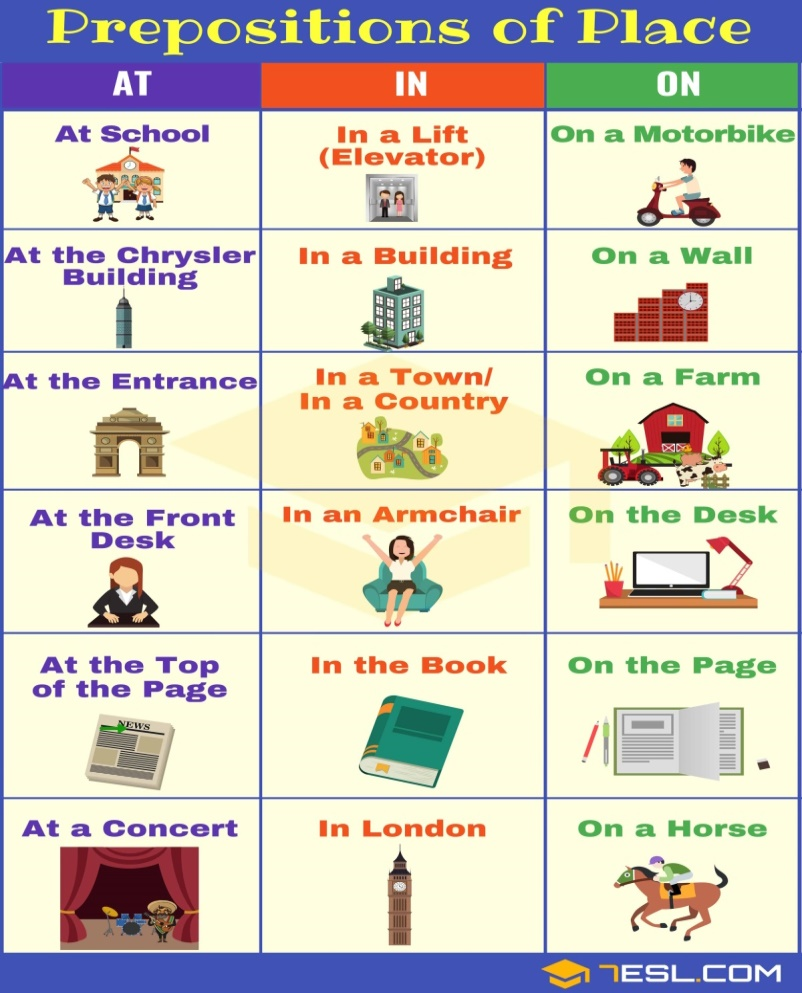 Prepositions of Place
AT
IN
ON
At School
In a Lift
(Elevator)
On a Motorbike
At the Chrysler
Building
In a Building
On a Wall
At the Entrance
In a Town/
In a Country
On a Farm
At the Front
Desk
In an Armchair
On the Desk
At the Top
of the Page
NEWS
In the Book
On the Page
At a Concert
In London
On a Horse
7ESL.COM